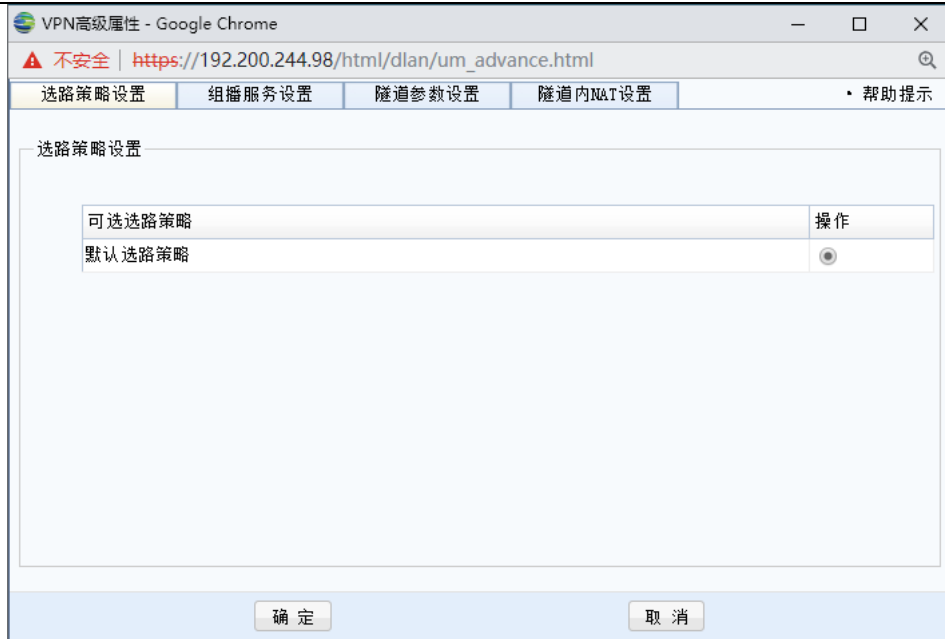 VPN高级属性 - Google Chrome
不安全 | https://192.200.244.98/html/dlan/um_advance.html
选路策略设置 组播服务设置 隧道参数设置 隧道内NAT设置 · 帮助提示
选路策略设置
可选选路策略 操作
默认选路策略
确 定 取 消